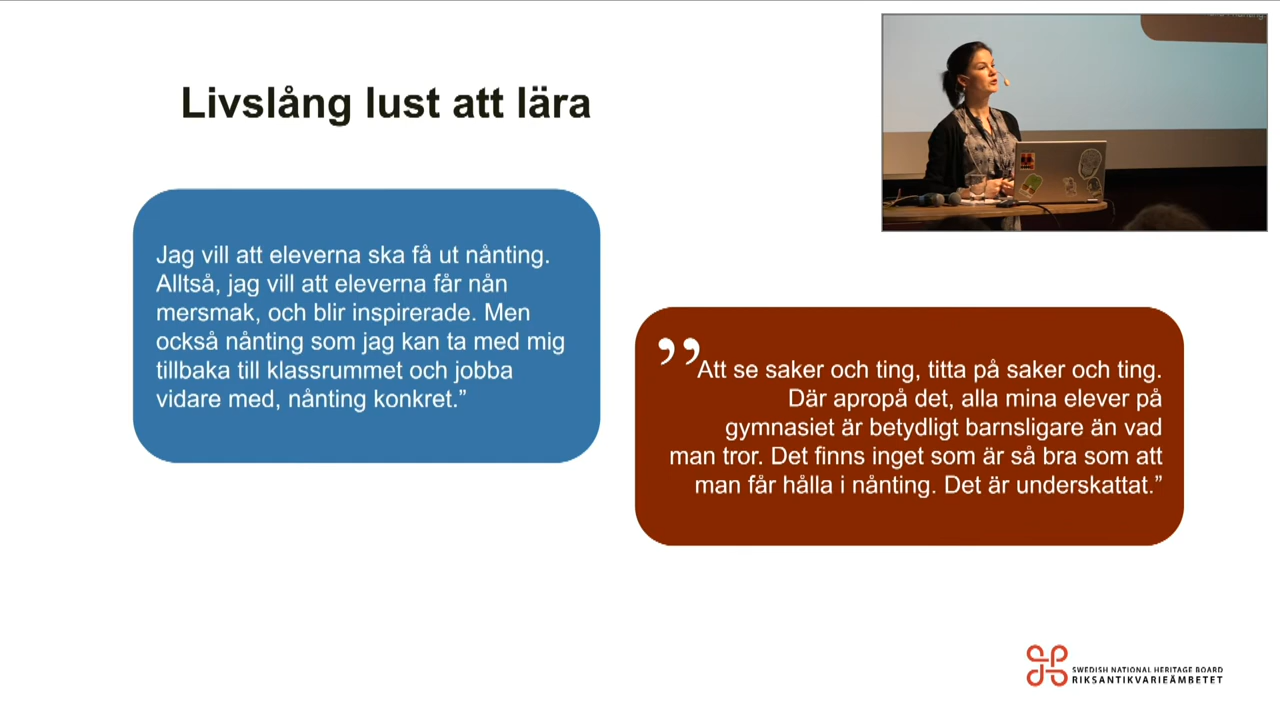 Livslång lust att lära
Jag vill att eleverna ska få ut nånting.
Alltså, jag vill att eleverna får nån
mersmak, och blir inspirerade. Men
också nånting som jag kan ta med mig
tillbaka till klassrummet och jobba
vidare med, nånting konkret.”
”Att se saker och ting, titta på saker och ting.
Där apropå det, alla mina elever på
gymnasiet är betydligt barnsligare än vad
man tror. Det finns inget som är så bra som att
man får hålla i nånting. Det är underskattat.”
SWEDISH NATIONAL HERITAGE BOARD
RIKSANTIKVARIEÄMBETET